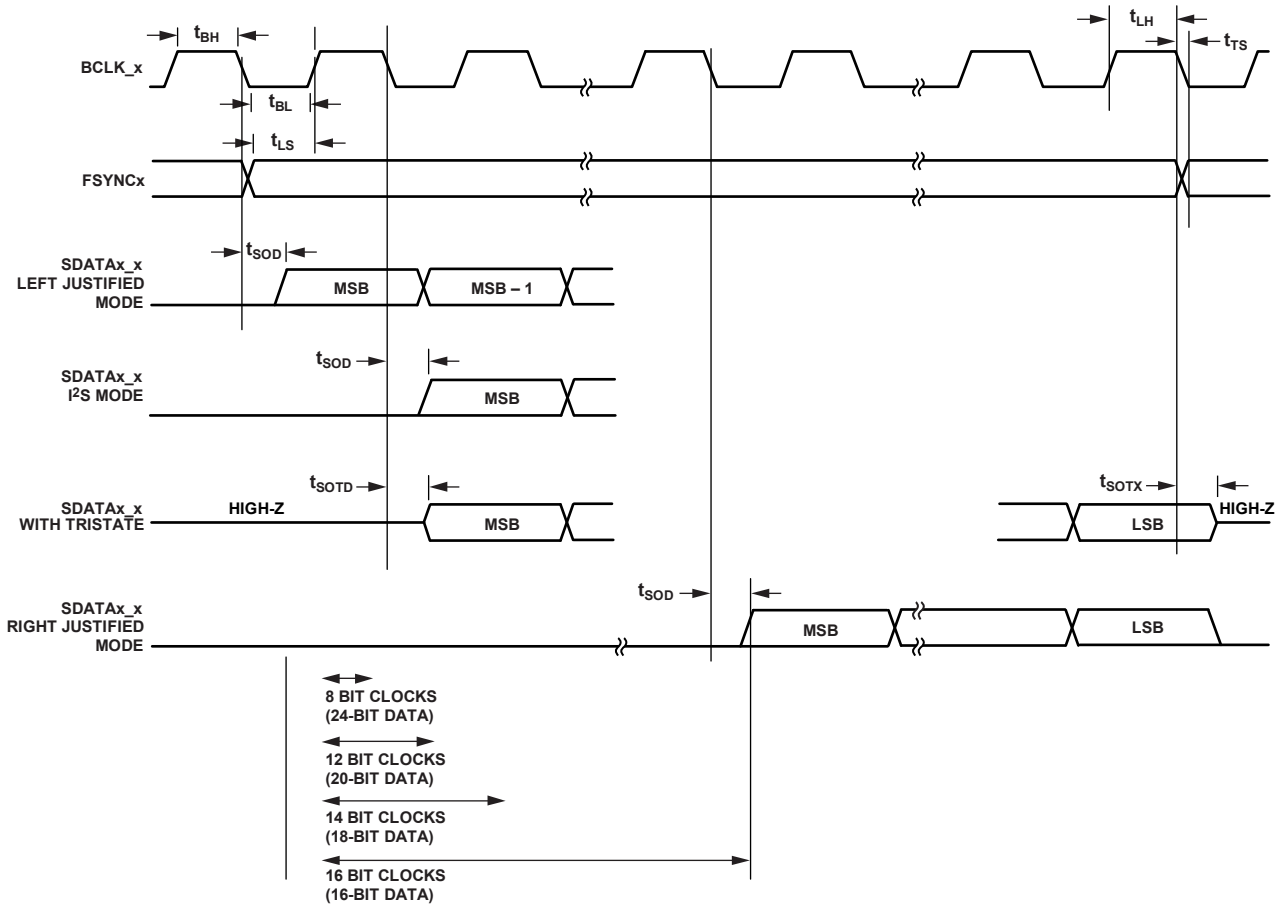 tLH
tBH
tTS
BCLK_x
tBL
tLS
FSYNCx
tSOD
SDATAx_x
LEFT JUSTIFIED
MODE
MSB
MSB – 1
tSOD
SDATAx_x
I2S MODE
MSB
tSOTD
tSOTX
SDATAx_x
WITH TRISTATE
HIGH-Z
MSB
LSB
HIGH-Z
tSOD
SDATAx_x
RIGHT JUSTIFIED
MODE
MSB
LSB
8 BIT CLOCKS
(24-BIT DATA)
12 BIT CLOCKS
(20-BIT DATA)
14 BIT CLOCKS
(18-BIT DATA)
16 BIT CLOCKS
(16-BIT DATA)